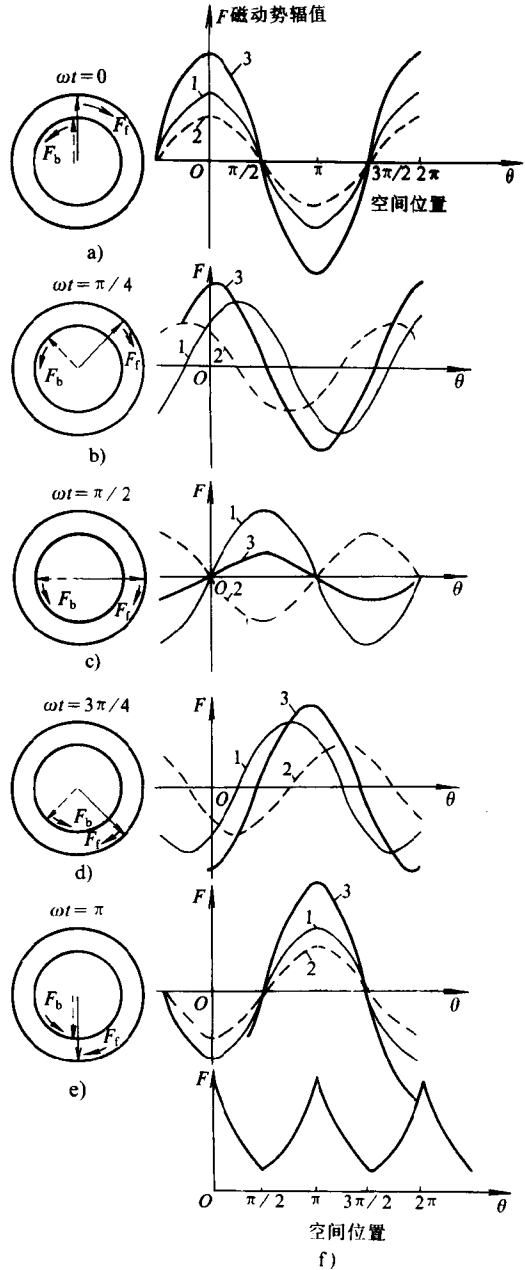 F 磁动势辐值
ωt=0
3
1
2
F_f
F_b
O
π/2
π
3π/2
2π
θ
空间位置
a)
F
ωt=π/4
3
1
2
F_f
F_b
O
θ
b)
F
ωt=π/2
1
3
F_b
F_f
O
2
θ
c)
F
ωt=3π/4
3
1
2
F_b
F_f
O
θ
d)
F
ωt=π
3
1
2
F_b
F_f
O
θ
e)
F
O
π/2
π
3π/2
2π
θ
空间位置
f)